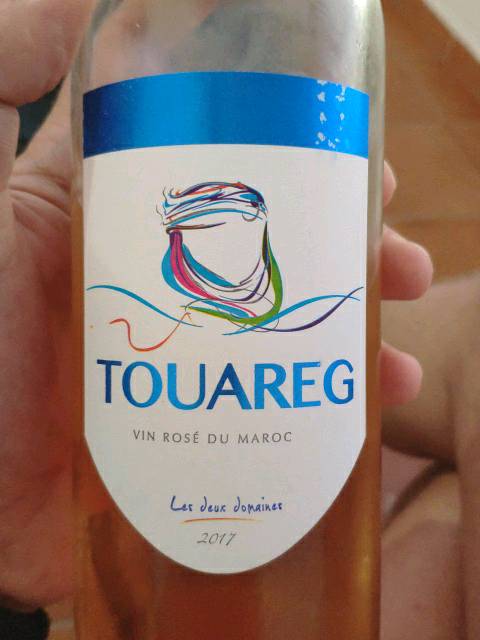 TOUAREG
VIN ROSÉ DU MAROC
Les deux domaines
2017